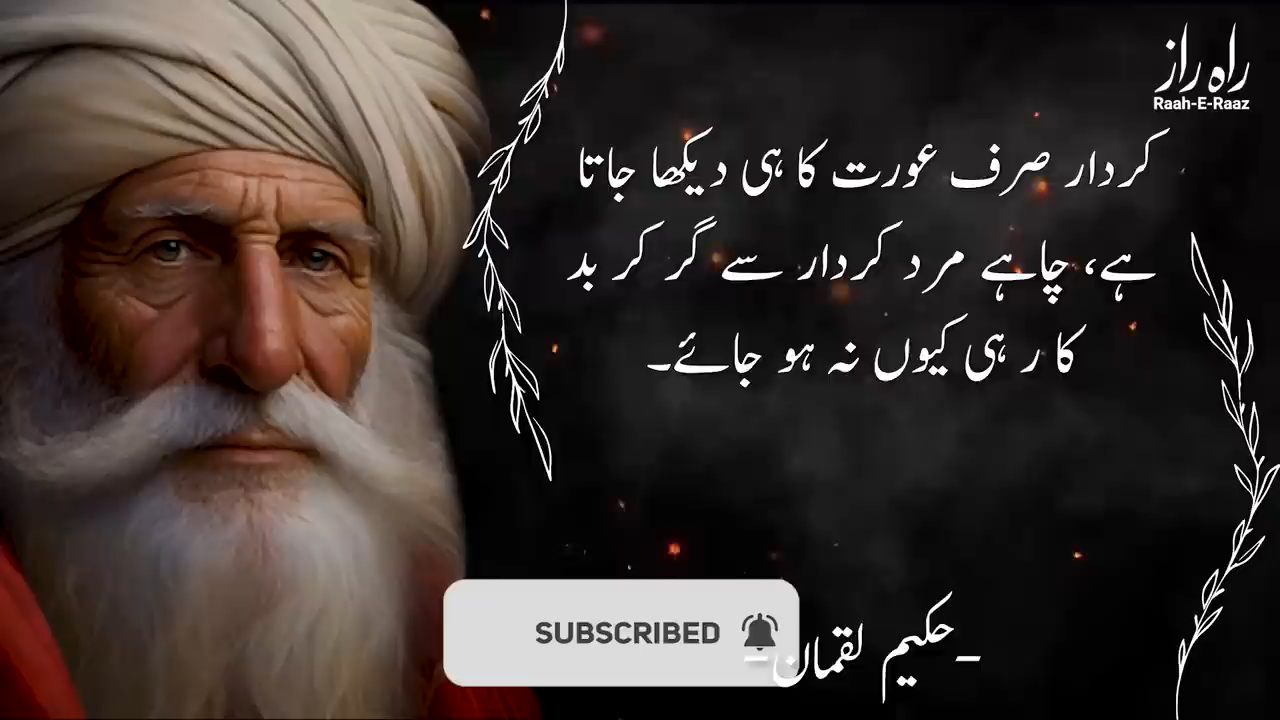 راہ راز
Raah-E-Raaz
کردار صرف عورت کا ہی دیکھا جاتا
ہے، چاہے مرد کردار سے گر کر بد
کار ہی کیوں نہ ہو جائے۔
SUBSCRIBED
-حکیم لقمان-